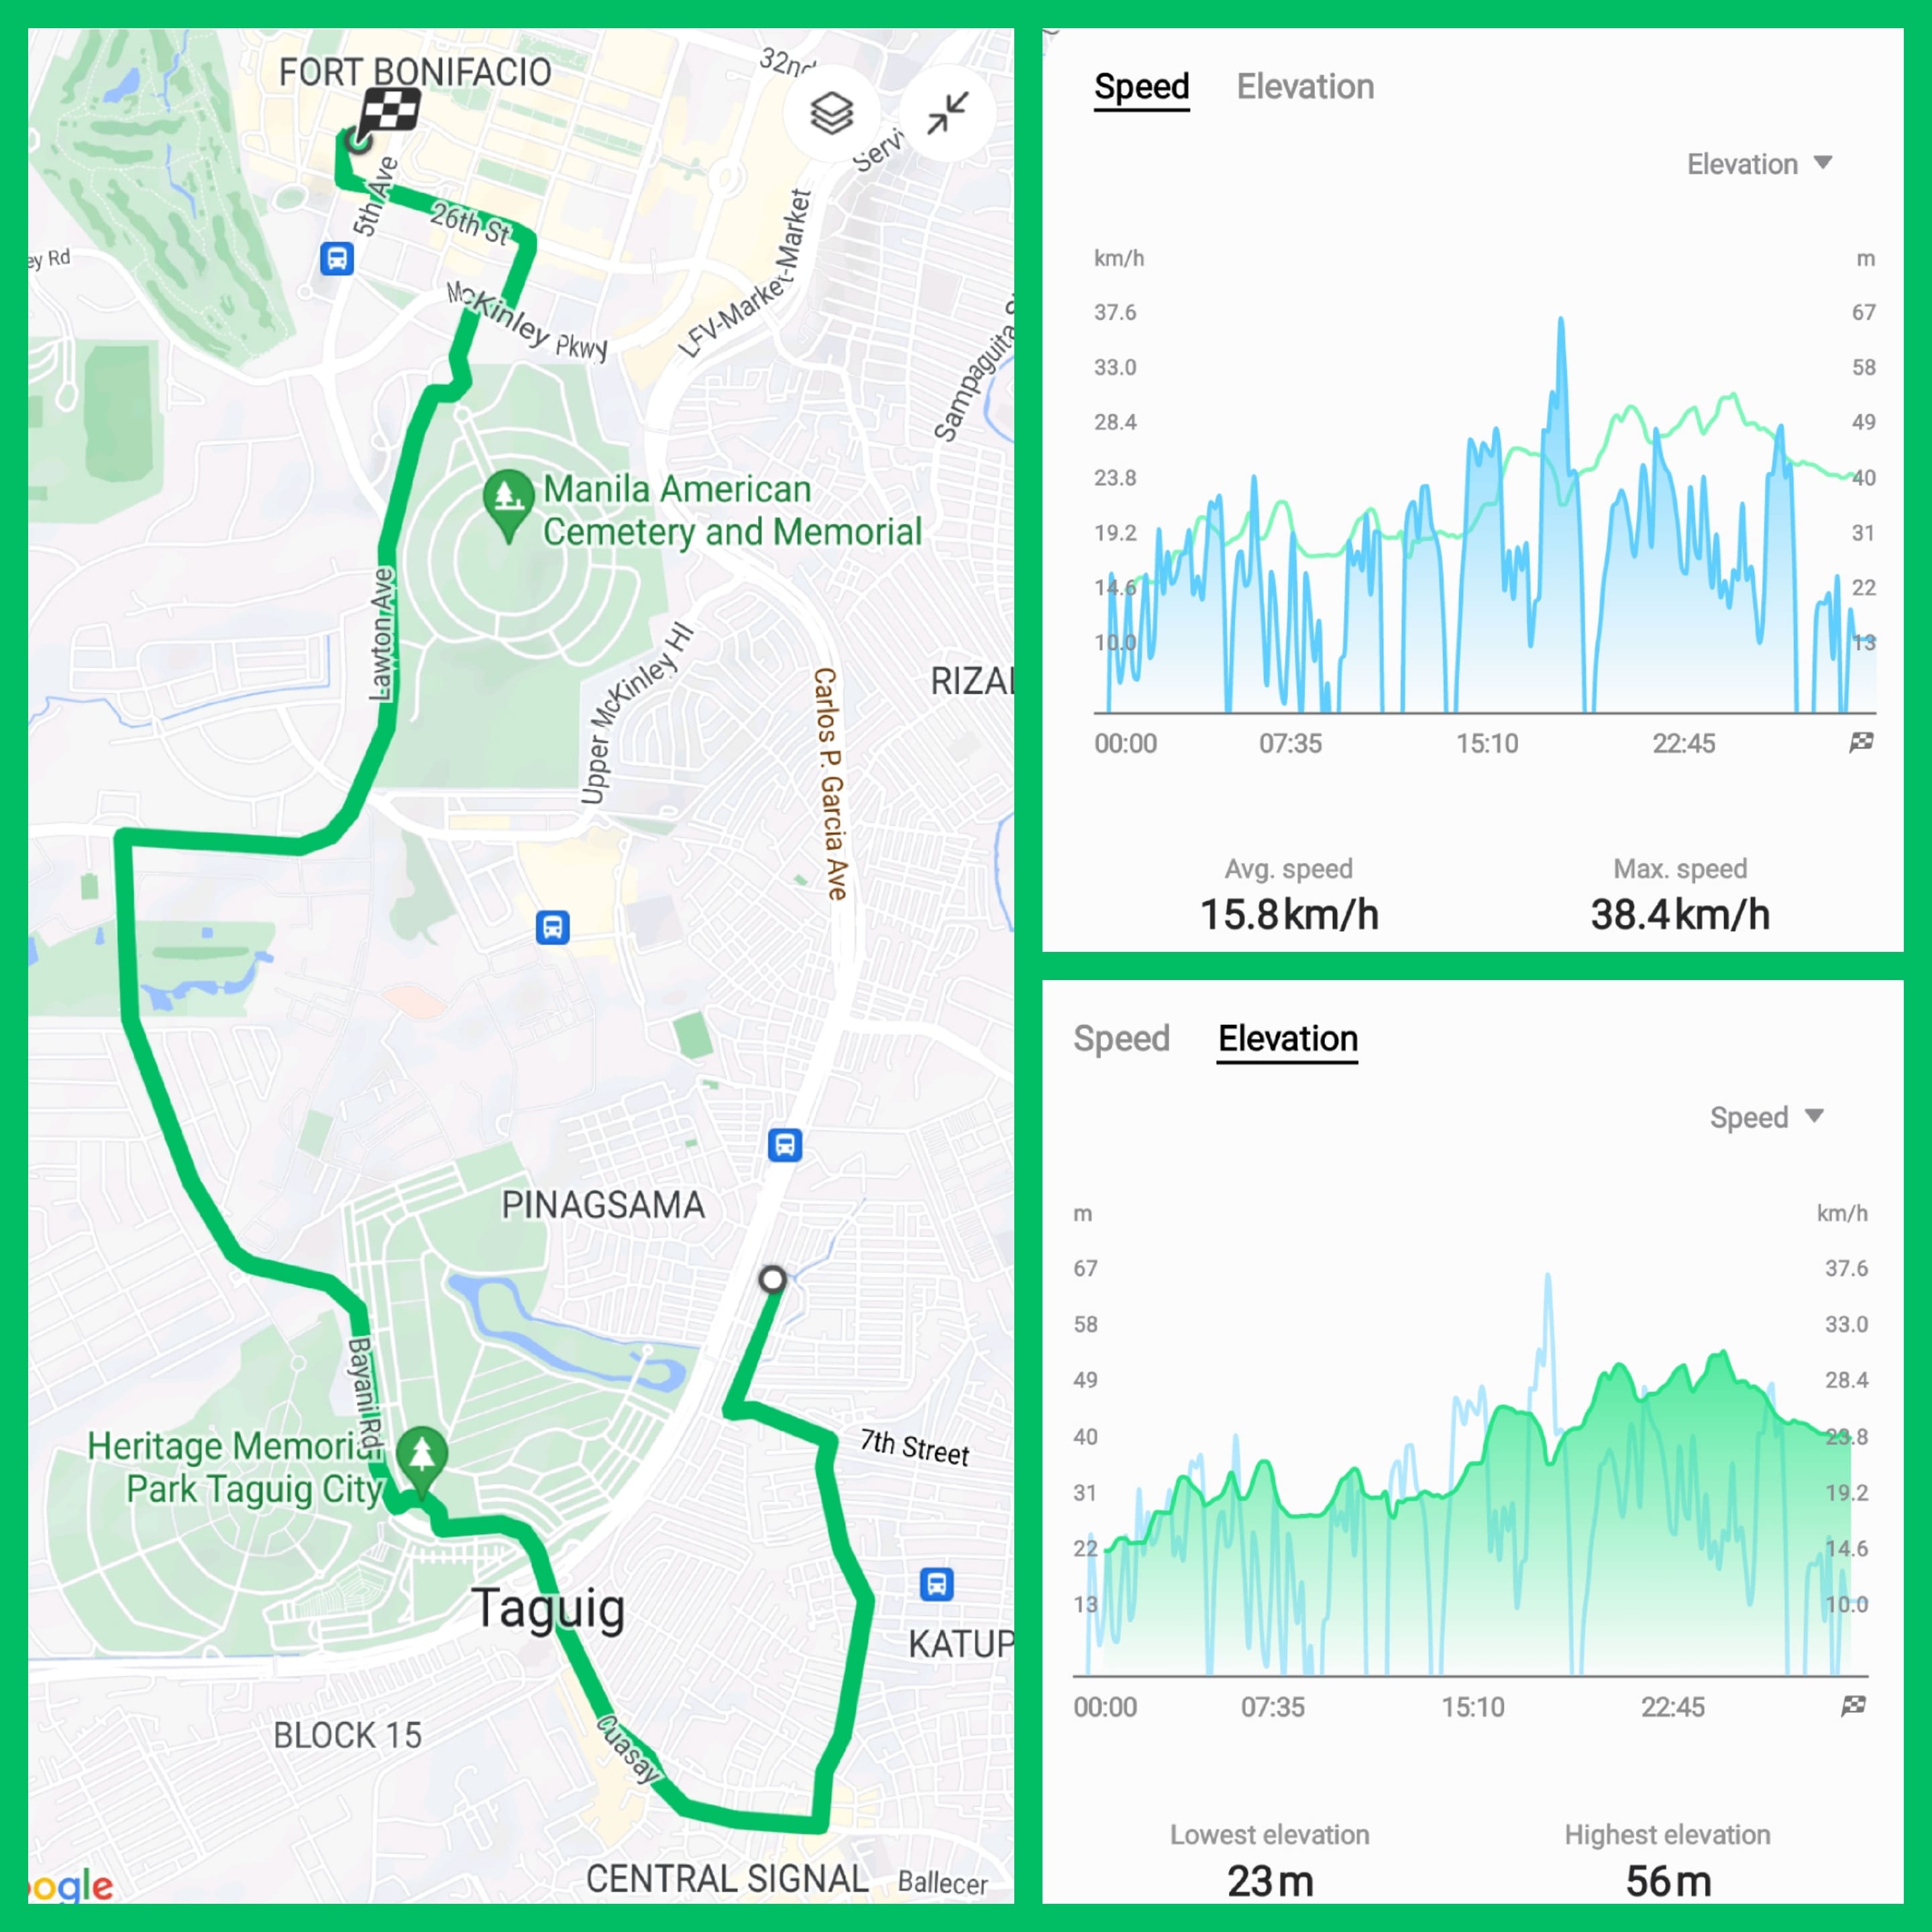 FORT BONIFACIO
32nd
5th Ave
26th St
ey Rd
McKinley Pkwy
LFV-Market-Market
Sampaguita
Manila American
Cemetery and Memorial
Lawton Ave
Upper McKinley Hl
RIZAL
Carlos P. Garcia Ave
PINAGSAMA
Bayani Rd
7th Street
Heritage Memorial
Park Taguig City
Taguig
KATUP
BLOCK 15
Cuasay
CENTRAL SIGNAL
Ballecer
ogle
Speed Elevation
Elevation
km/h m
37.6 67
33.0 58
28.4 49
23.8 40
19.2 31
14.6 22
10.0 13
00:00 07:35 15:10 22:45
Avg. speed Max. speed
15.8 km/h 38.4 km/h
Speed Elevation
Speed
m km/h
67 37.6
58 33.0
49 28.4
40 23.8
31 19.2
22 14.6
13 10.0
00:00 07:35 15:10 22:45
Lowest elevation Highest elevation
23 m 56 m